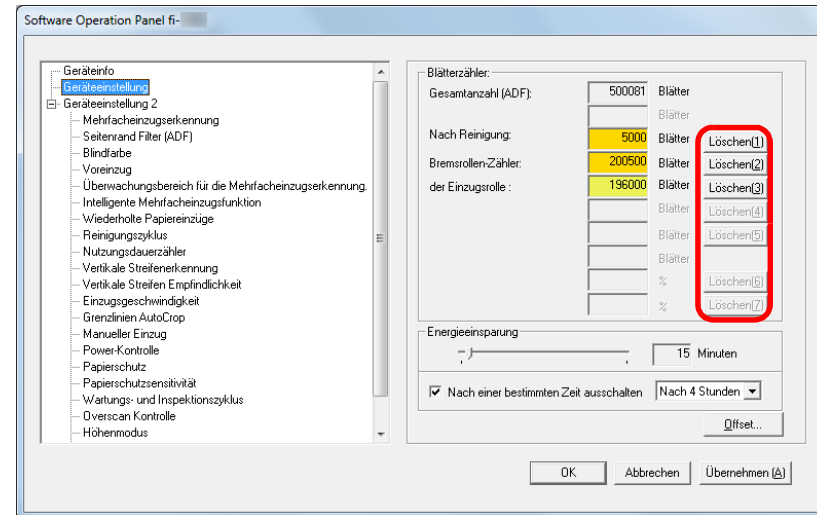 Software Operation Panel fi-
Geräteinfo
Geräteeinstellung
Geräteeinstellung 2
Mehrfacheinzugserkennung
Seitenrand Filter (ADF)
Blindfarbe
Voreinzug
Überwachungsbereich für die Mehrfacheinzugserkennung.
Intelligente Mehrfacheinzugsfunktion
Wiederholte Papiereinzüge
Reinigungszyklus
Nutzungsdauerzähler
Vertikale Streifenerkennung
Vertikale Streifen Empfindlichkeit
Einzugsgeschwindigkeit
Grenzlinien AutoCrop
Manueller Einzug
Power-Kontrolle
Papierschutz
Papierschutzsensitivität
Wartungs- und Inspektionszyklus
Overscan Kontrolle
Höhenmodus
Blätterzähler:
Gesamtanzahl (ADF): 500081 Blätter
Blätter
Nach Reinigung: 5000 Blätter Löschen(1)
Bremsrollen-Zähler: 200500 Blätter Löschen(2)
der Einzugsrolle : 196000 Blätter Löschen(3)
Blätter Löschen(4)
Blätter Löschen(5)
Blätter
% Löschen(6)
% Löschen(7)
Energieeinsparung
15 Minuten
Nach einer bestimmten Zeit ausschalten Nach 4 Stunden
Offset...
OK Abbrechen Übernehmen (A)